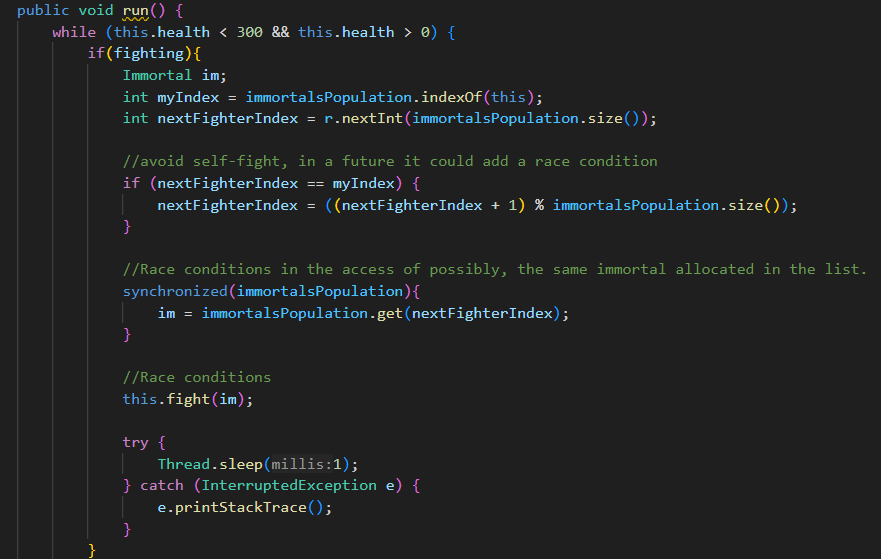 public void run() {
    while (this.health < 300 && this.health > 0) {
        if(fighting){
            Immortal im;
            int myIndex = immortalsPopulation.indexOf(this);
            int nextFighterIndex = r.nextInt(immortalsPopulation.size());

            //avoid self-fight, in a future it could add a race condition
            if (nextFighterIndex == myIndex) {
                nextFighterIndex = ((nextFighterIndex + 1) % immortalsPopulation.size());
            }

            //Race conditions in the access of possibly, the same immortal allocated in the list.
            synchronized(immortalsPopulation){
                im = immortalsPopulation.get(nextFighterIndex);
            }

            //Race conditions
            this.fight(im);

            try {
                Thread.sleep(millis:1);
            } catch (InterruptedException e) {
                e.printStackTrace();
            }
        }